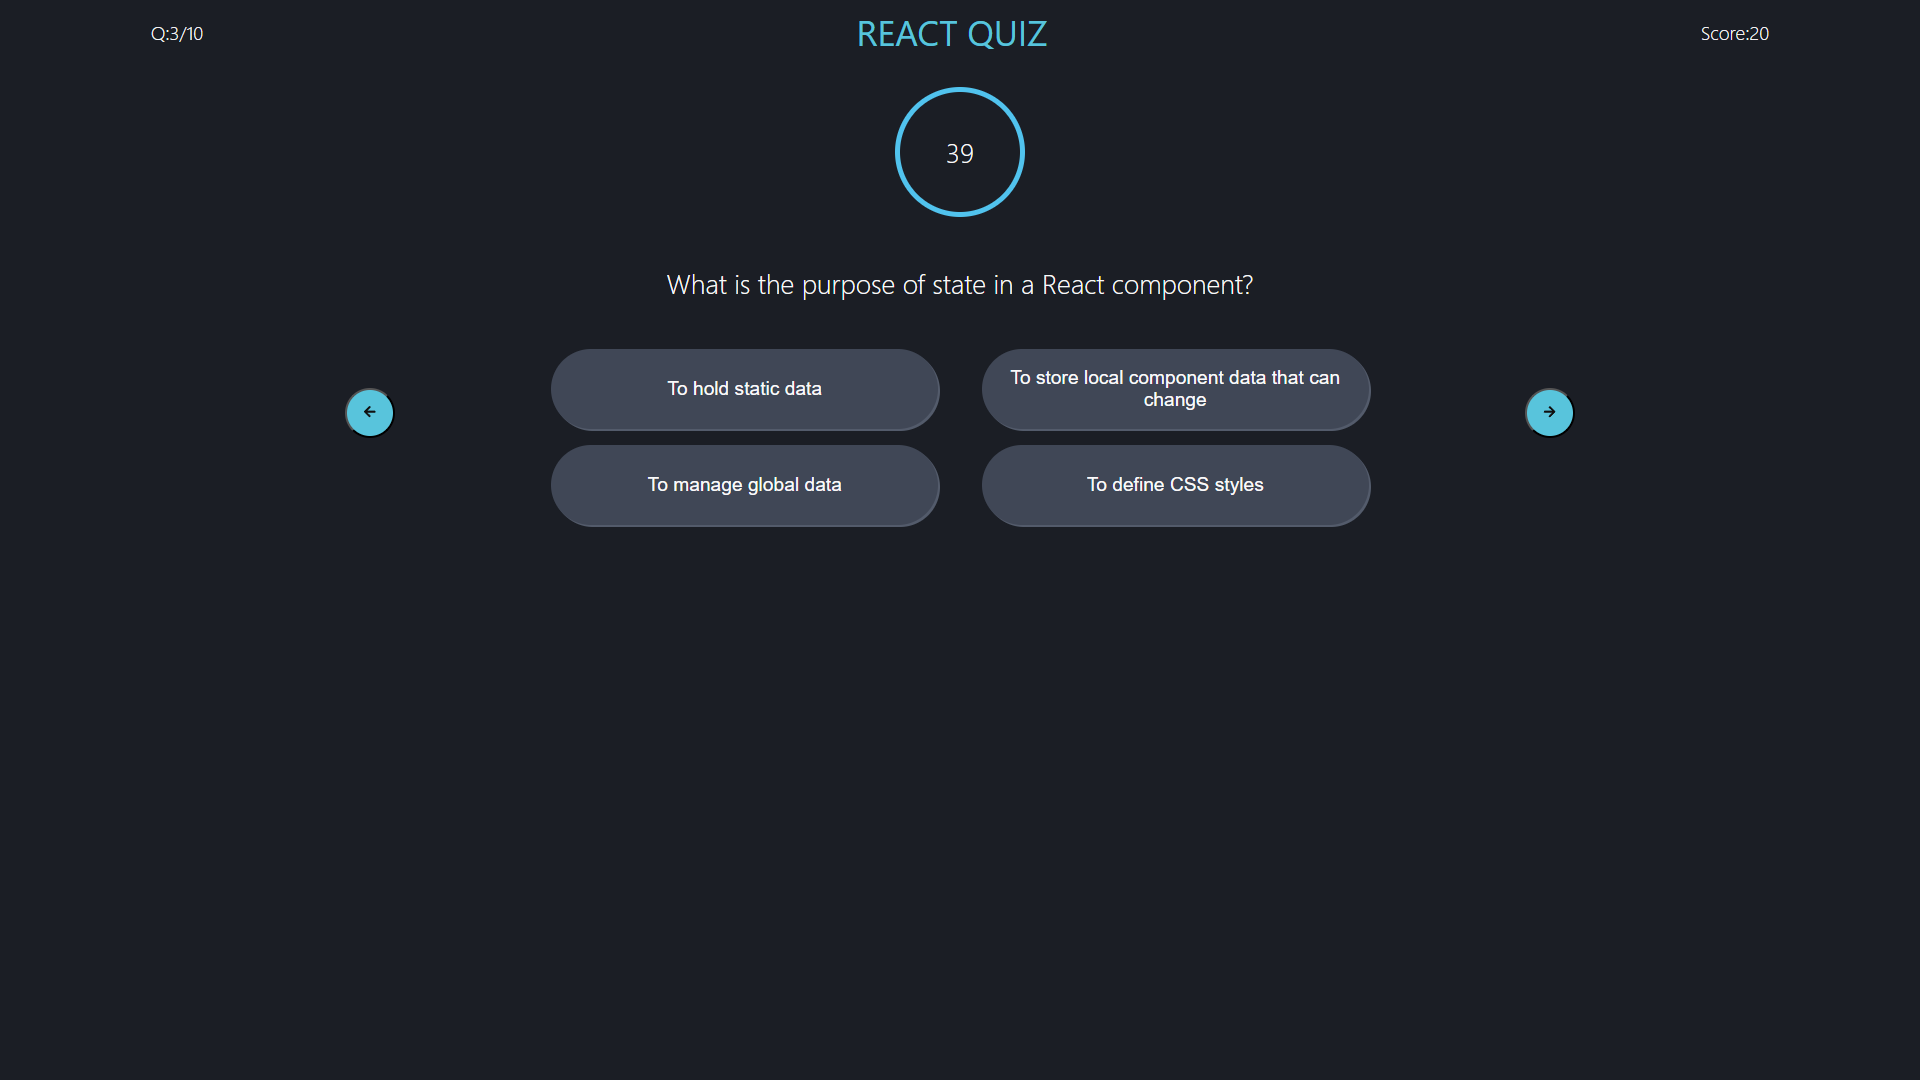 Q:3/10
REACT QUIZ
Score:20
39
What is the purpose of state in a React component?
To hold static data
To store local component data that can
change
To manage global data
To define CSS styles